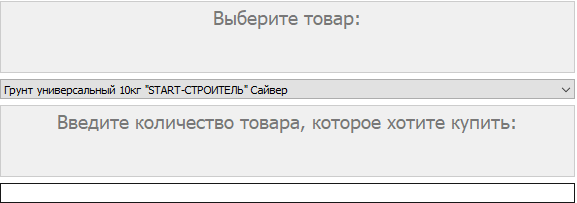 Выберите товар:
Грунт универсальный 10кг "START-СТРОИТЕЛЬ" Сайвер
Введите количество товара, которое хотите купить: